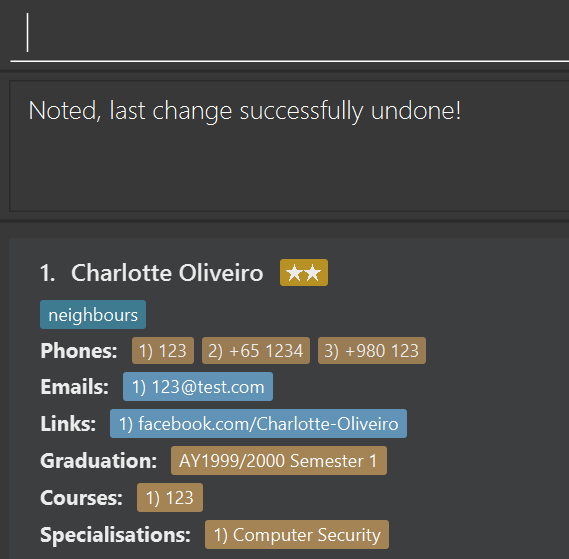 Noted, last change successfully undone!
1. Charlotte Oliveiro ★★
neighbours
Phones: 1) 123 2) +65 1234 3) +980 123
Emails: 1) 123@test.com
Links: 1) facebook.com/Charlotte-Oliveiro
Graduation: AY1999/2000 Semester 1
Courses: 1) 123
Specialisations: 1) Computer Security